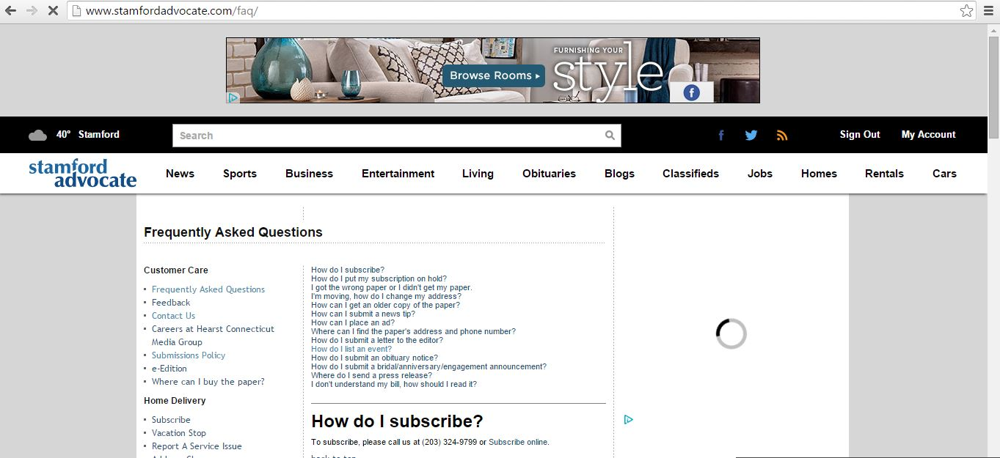 www.stamfordadvocate.com/faq/
FURNISHING YOUR
style
Browse Rooms
40° Stamford
Search
Sign Out
My Account
stamford
advocate
News
Sports
Business
Entertainment
Living
Obituaries
Blogs
Classifieds
Jobs
Homes
Rentals
Cars
Frequently Asked Questions
Customer Care
Frequently Asked Questions
Feedback
Contact Us
Careers at Hearst Connecticut
Media Group
Submissions Policy
e-Edition
Where can I buy the paper?
Home Delivery
Subscribe
Vacation Stop
Report A Service Issue
How do I subscribe?
How do I put my subscription on hold?
I got the wrong paper or I didn't get my paper.
I'm moving, how do I change my address?
How can I get an older copy of the paper?
How can I submit a news tip?
How can I place an ad?
Where can I find the paper's address and phone number?
How do I submit a letter to the editor?
How do I list an event?
How do I submit an obituary notice?
How do I submit a bridal/anniversary/engagement announcement?
Where do I send a press release?
I don't understand my bill, how should I read it?
How do I subscribe?
To subscribe, please call us at (203) 324-9799 or Subscribe online.
back to top